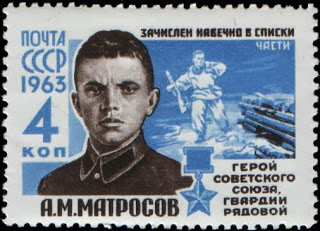 ЗАЧИСЛЕН НАВЕЧНО В СПИСКИ
ЧАСТИ
ПОЧТА
СССР
1963
4
КОП
ГЕРОЙ
СОВЕТСКОГО
СОЮЗА,
ГВАРДИИ
РЯДОВОЙ
А.М.МАТРОСОВ